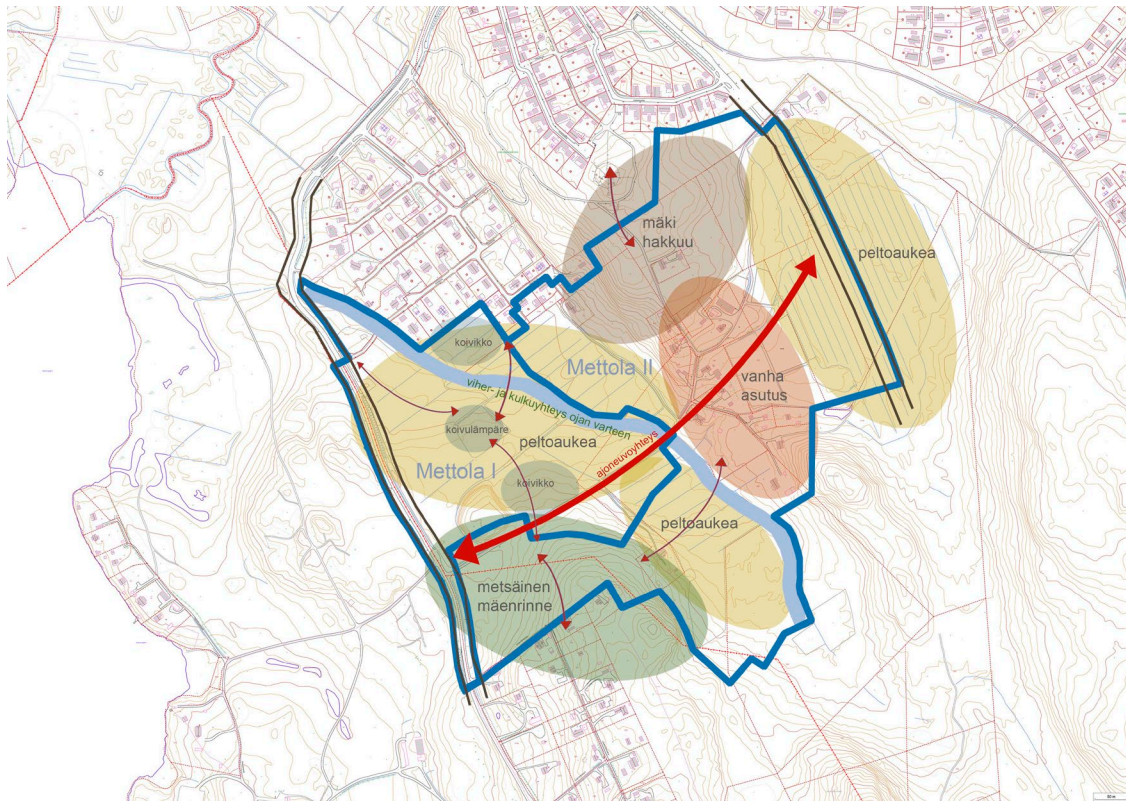 mäki
hakkuu
peltoaukea
koivikko
Mettola II
vanha
asutus
viher- ja kulkuyhteys ojan varteen
koivulämpäre
peltoaukea
ajoneuvoyhteys
Mettola I
koivikko
peltoaukea
metsäinen
mäenrinne
50 m